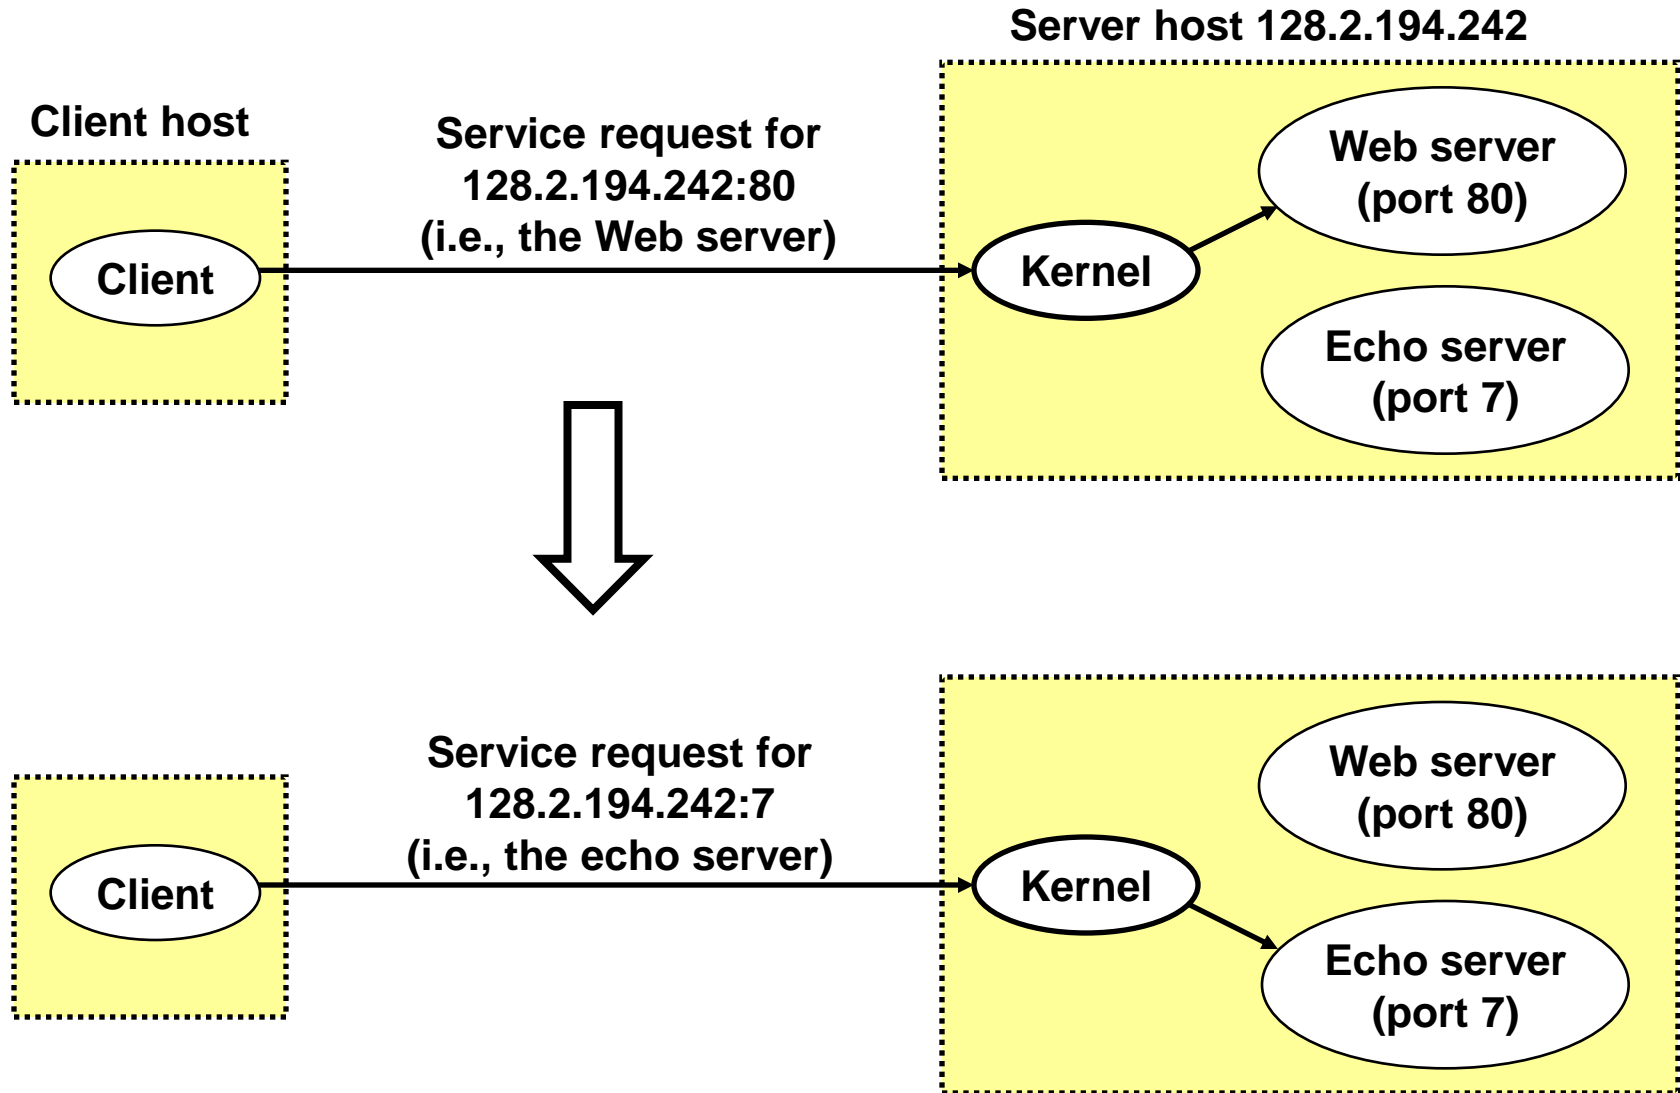 Server host 128.2.194.242
Client host
Service request for
128.2.194.242:80
(i.e., the Web server)
Client
Kernel
Web server
(port 80)
Echo server
(port 7)
Service request for
128.2.194.242:7
(i.e., the echo server)
Client
Kernel
Web server
(port 80)
Echo server
(port 7)